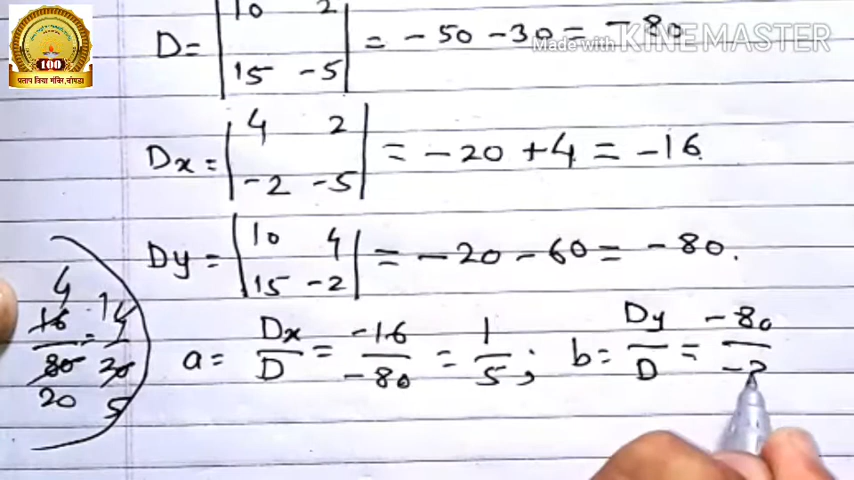 100
प्रताप विद्या मंदिर, चोपडा
Made with KINEMASTER
D = | 10 2 | = - 50 - 30 = - 80
| 15 -5 |
Dx = | 4 2 | = - 20 + 4 = - 16
| -2 -5 |
Dy = | 10 4 | = - 20 - 60 = - 80.
| 15 -2 |
4 1
16/80 = 4/20
20 5
a = Dx/D = -16/-80 = 1/5 ; b = Dy/D = -80/-